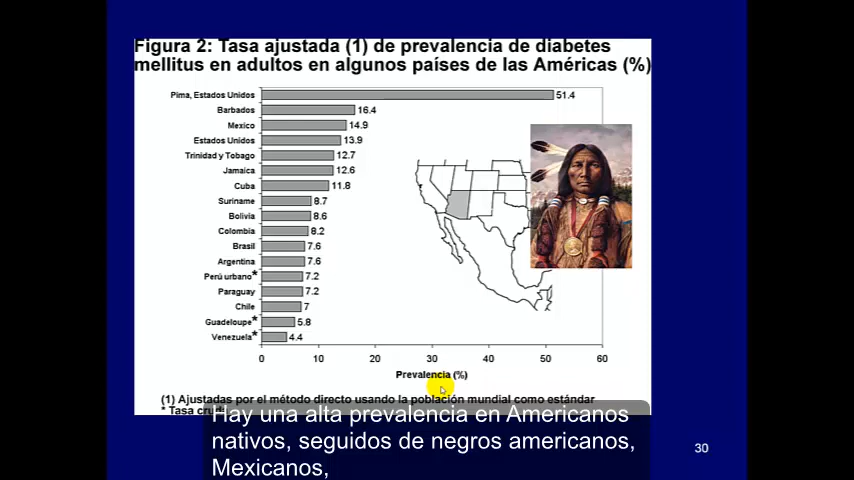 Figura 2: Tasa ajustada (1) de prevalencia de diabetes
mellitus en adultos en algunos países de las Américas (%)
Pima, Estados Unidos 51.4
Barbados 16.4
Mexico 14.9
Estados Unidos 13.9
Trinidad y Tobago 12.7
Jamaica 12.6
Cuba 11.8
Suriname 8.7
Bolivia 8.6
Colombia 8.2
Brasil 7.6
Argentina 7.6
Perú urbano* 7.2
Paraguay 7.2
Chile 7
Guadeloupe* 5.8
Venezuela* 4.4
0 10 20 30 40 50 60
Prevalencia (%)
(1) Ajustadas por el método directo usando la población mundial como estándar
* Tasa
Hay una alta prevalencia en Americanos
nativos, seguidos de negros americanos,
Mexicanos,
30